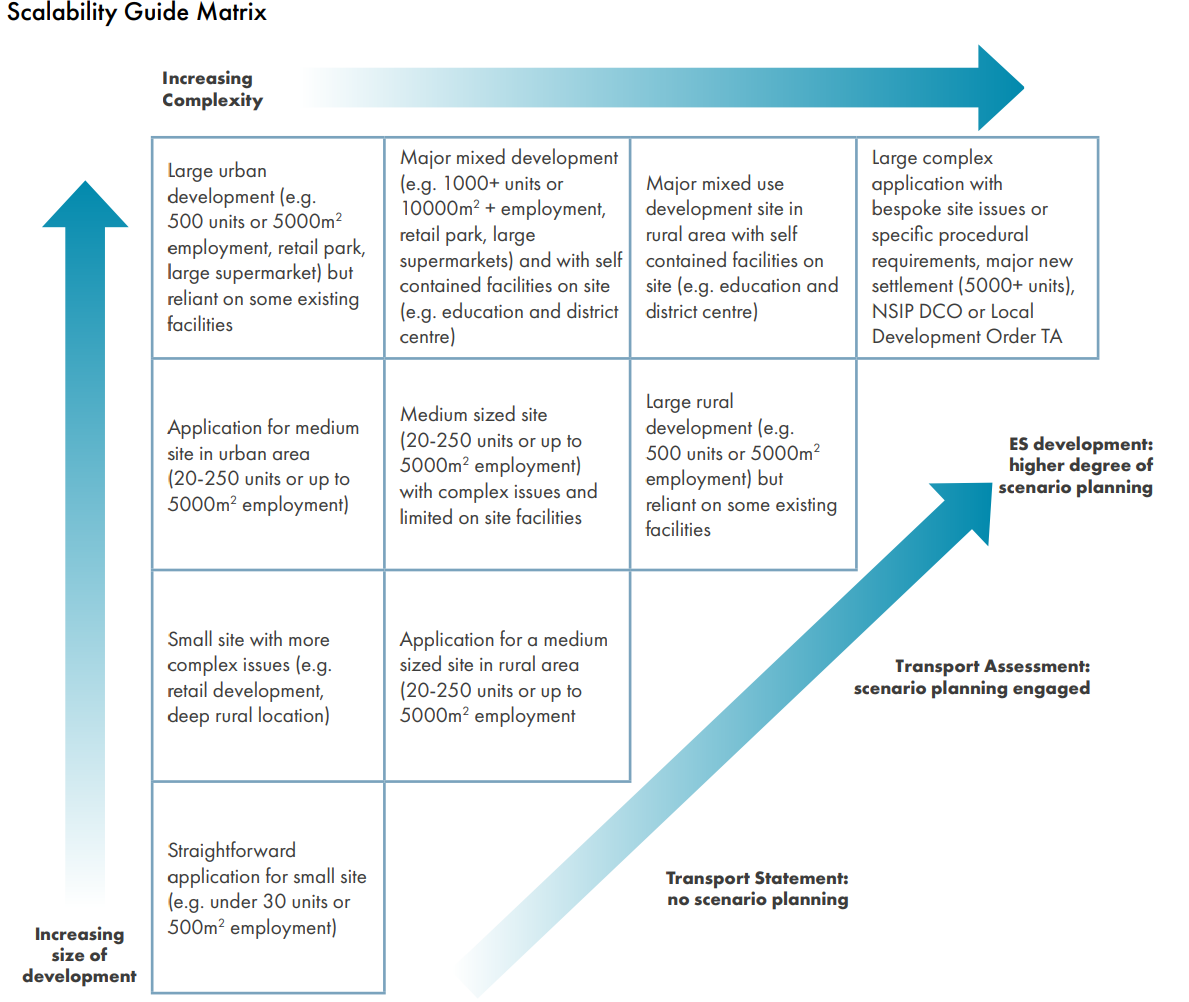 Scalability Guide Matrix
Increasing
Complexity
Large urban
development (e.g.
500 units or 5000m²
employment, retail park,
large supermarket) but
reliant on some existing
facilities
Major mixed development
(e.g. 1000+ units or
10000m² + employment,
retail park, large
supermarkets) and with self
contained facilities on site
(e.g. education and district
centre)
Major mixed use
development site in
rural area with self
contained facilities on
site (e.g. education and
district centre)
Large complex
application with
bespoke site issues or
specific procedural
requirements, major new
settlement (5000+ units),
NSIP DCO or Local
Development Order TA
Application for medium
site in urban area
(20-250 units or up to
5000m² employment)
Medium sized site
(20-250 units or up to
5000m² employment)
with complex issues and
limited on site facilities
Large rural
development (e.g.
500 units or 5000m²
employment) but
reliant on some existing
facilities
ES development:
higher degree of
scenario planning
Small site with more
complex issues (e.g.
retail development,
deep rural location)
Application for a medium
sized site in rural area
(20-250 units or up to
5000m² employment
Transport Assessment:
scenario planning engaged
Straightforward
application for small site
(e.g. under 30 units or
500m² employment)
Transport Statement:
no scenario planning
Increasing
size of
development